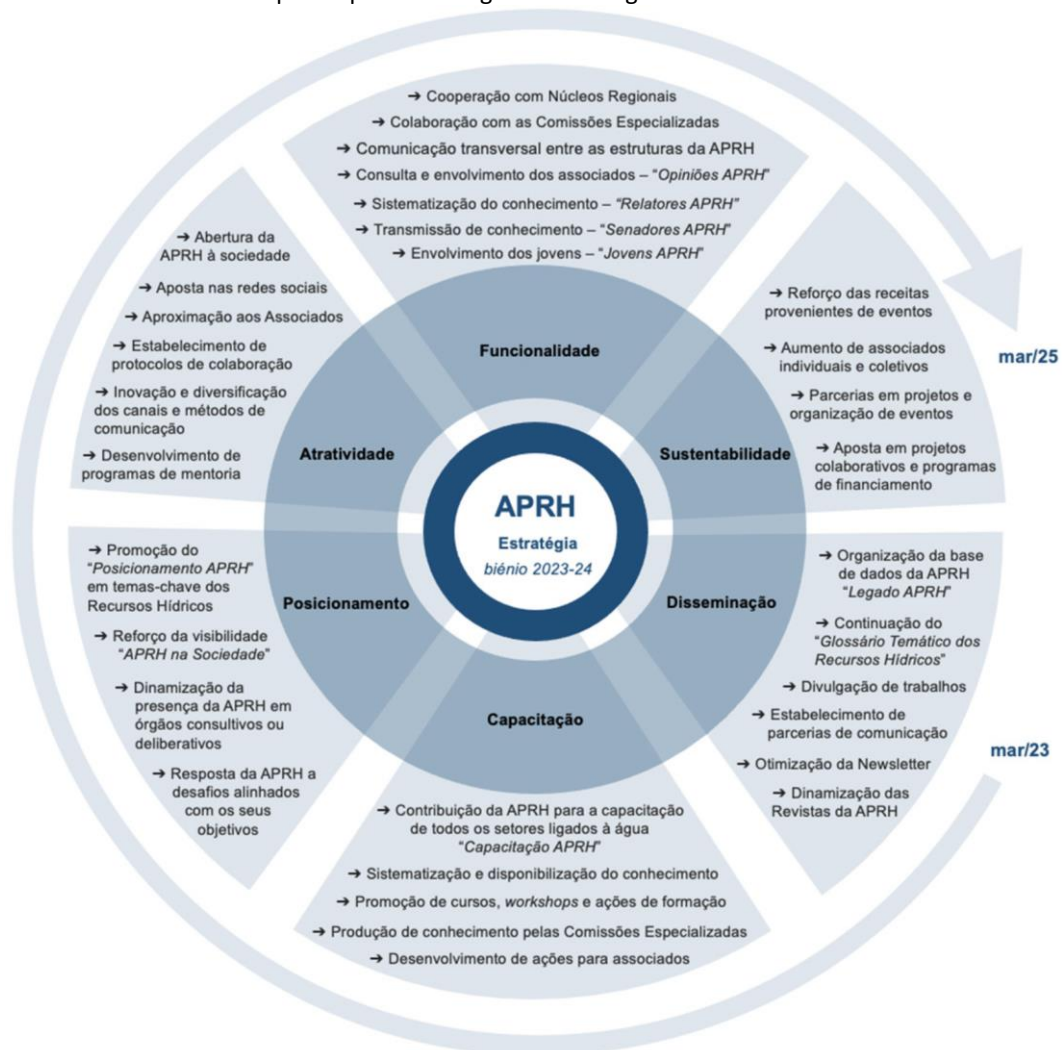 ➔ Cooperação com Núcleos Regionais
➔ Colaboração com as Comissões Especializadas
➔ Comunicação transversal entre as estruturas da APRH
➔ Consulta e envolvimento dos associados – "Opiniões APRH"
➔ Sistematização do conhecimento – "Relatores APRH"
➔ Transmissão de conhecimento – "Senadores APRH"
➔ Envolvimento dos jovens – "Jovens APRH"
Funcionalidade
➔ Reforço das receitas
provenientes de eventos
➔ Aumento de associados
individuais e coletivos
➔ Parcerias em projetos e
organização de eventos
➔ Aposta em projetos
colaborativos e programas
de financiamento
Sustentabilidade
mar/25
➔ Organização da base
de dados da APRH
"Legado APRH"
➔ Continuação do
"Glossário Temático dos
Recursos Hídricos"
➔ Divulgação de trabalhos
➔ Estabelecimento de
parcerias de comunicação
➔ Otimização da Newsletter
➔ Dinamização das
Revistas da APRH
Disseminação
mar/23
Capacitação
➔ Contribuição da APRH para a capacitação
de todos os setores ligados à água
"Capacitação APRH"
➔ Sistematização e disponibilização do conhecimento
➔ Promoção de cursos, workshops e ações de formação
➔ Produção de conhecimento pelas Comissões Especializadas
➔ Desenvolvimento de ações para associados
➔ Promoção do
"Posicionamento APRH"
em temas-chave dos
Recursos Hídricos
➔ Reforço da visibilidade
"APRH na Sociedade"
➔ Dinamização da
presença da APRH em
órgãos consultivos ou
deliberativos
➔ Resposta da APRH a
desafios alinhados
com os seus
objetivos
Posicionamento
➔ Abertura da
APRH à sociedade
➔ Aposta nas redes sociais
➔ Aproximação aos Associados
➔ Estabelecimento de
protocolos de colaboração
➔ Inovação e diversificação
dos canais e métodos de
comunicação
➔ Desenvolvimento de
programas de mentoria
Atratividade
APRH
Estratégia
biénio 2023-24